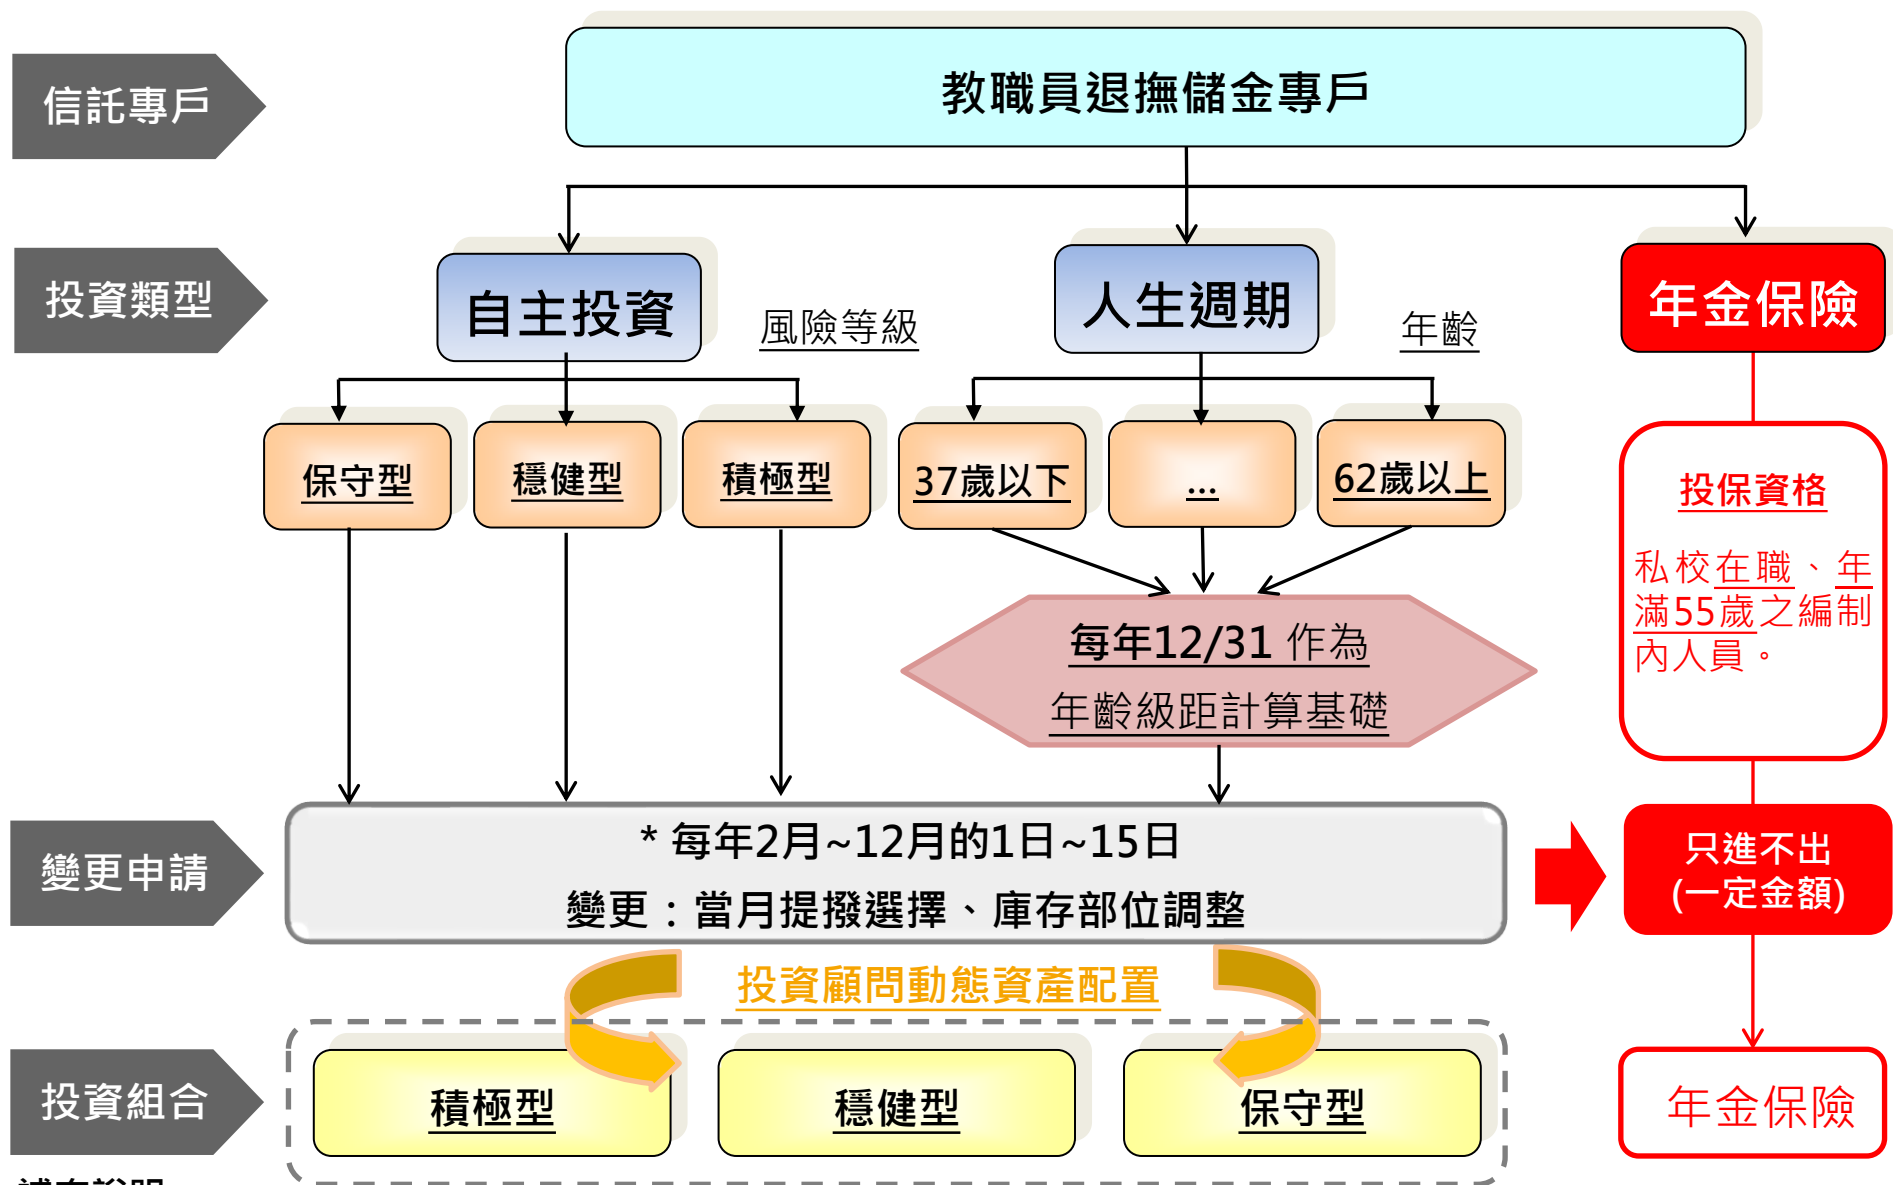 信託專戶
教職員退撫儲金專戶
投資類型
自主投資
風險等級
人生週期
年齡
年金保險
保守型
穩健型
積極型
37歲以下
...
62歲以上
投保資格
私校在職、年
滿55歲之編制
內人員。
每年12/31 作為
年齡級距計算基礎
變更申請
* 每年2月~12月的1日~15日
變更：當月提撥選擇、庫存部位調整
只進不出
(一定金額)
投資顧問動態資產配置
投資組合
積極型
穩健型
保守型
年金保險